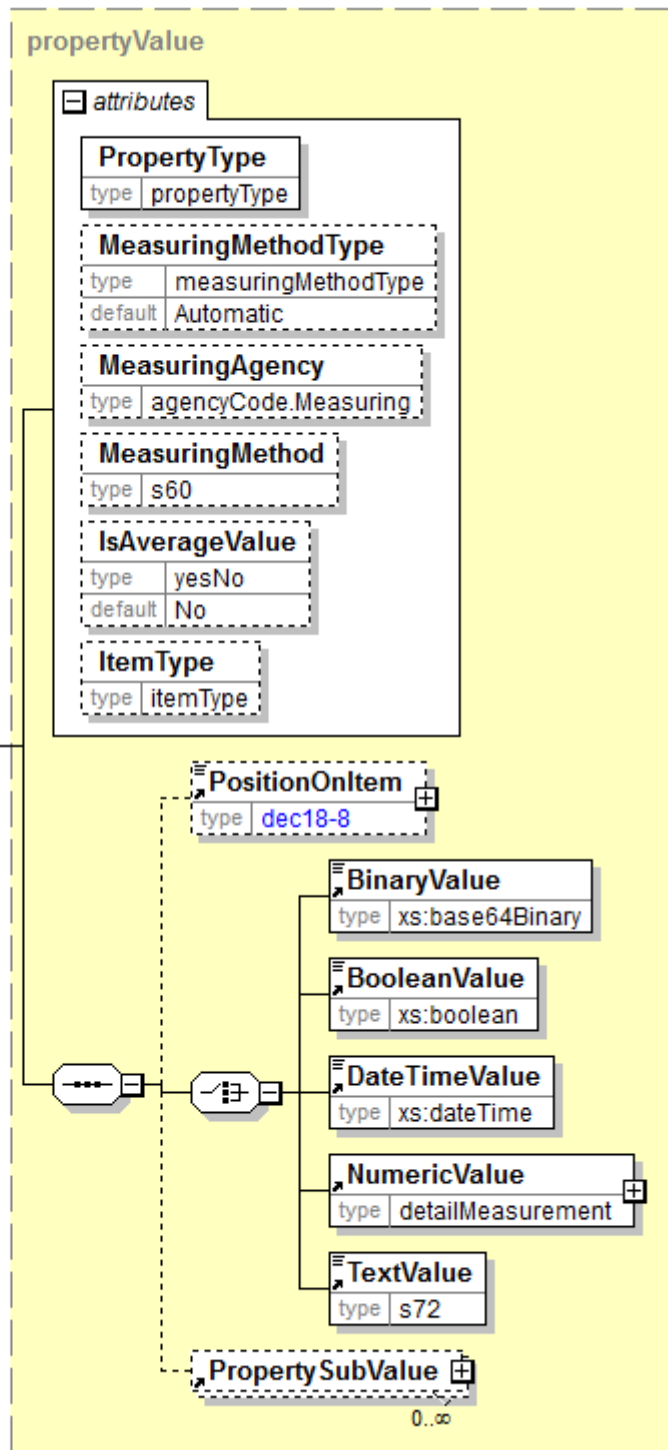 propertyValue
attributes
PropertyType
type propertyType
MeasuringMethodType
type measuringMethodType
default Automatic
MeasuringAgency
type agencyCode.Measuring
MeasuringMethod
type s60
IsAverageValue
type yesNo
default No
ItemType
type itemType
PositionOnItem
type dec18-8
BinaryValue
type xs:base64Binary
BooleanValue
type xs:boolean
DateTimeValue
type xs:dateTime
NumericValue
type detailMeasurement
TextValue
type s72
PropertySubValue
0..∞